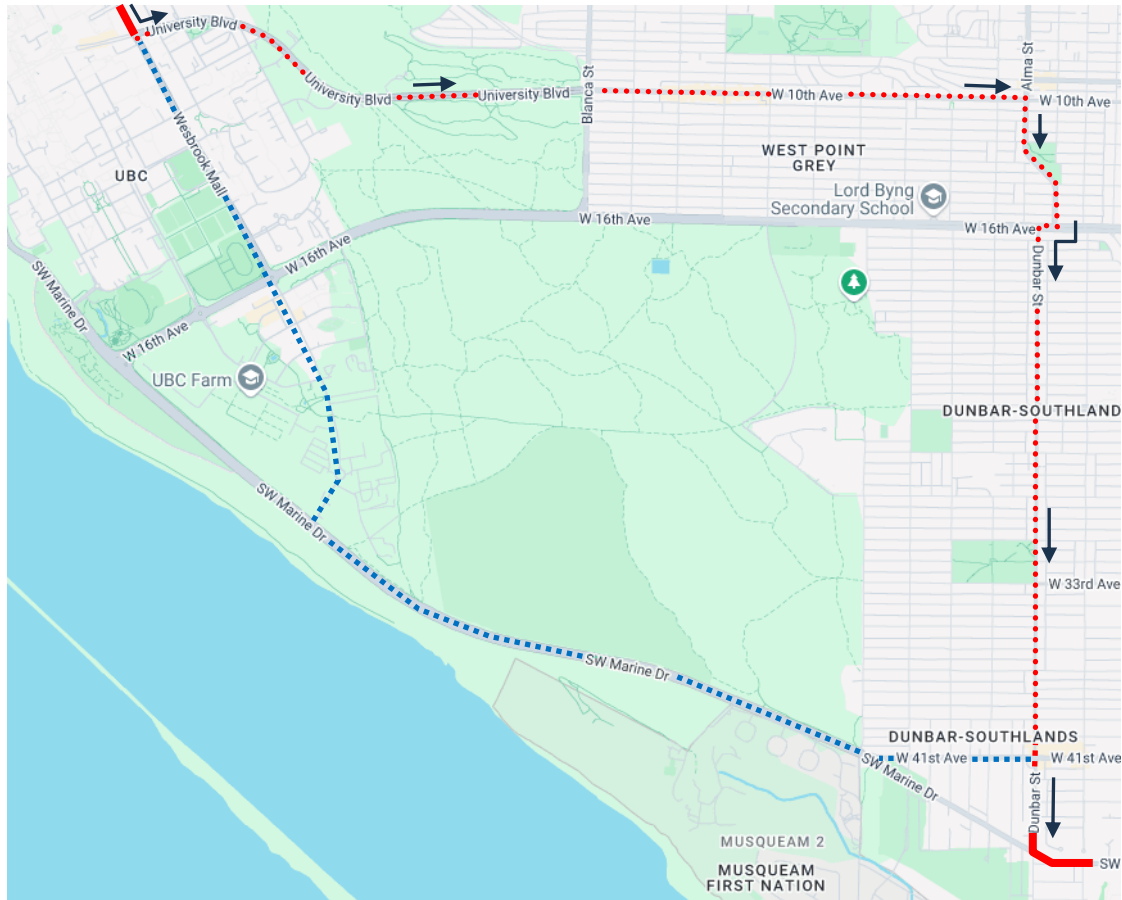 University Blvd
University Blvd
University Blvd
Blanca St
Alma St
W 10th Ave
W 10th Ave
Wesbrook Mall
UBC
WEST POINT
GREY
Lord Byng
Secondary School
W 16th Ave
W 16th Ave
W 16th Ave
W 16th Ave
SW Marine Dr
Dunbar St
UBC Farm
DUNBAR-SOUTHLAND
SW Marine Dr
W 33rd Ave
SW Marine Dr
DUNBAR-SOUTHLANDS
W 41st Ave
W 41st Ave
SW Marine Dr
Dunbar St
MUSQUEAM 2
MUSQUEAM
FIRST NATION
SW